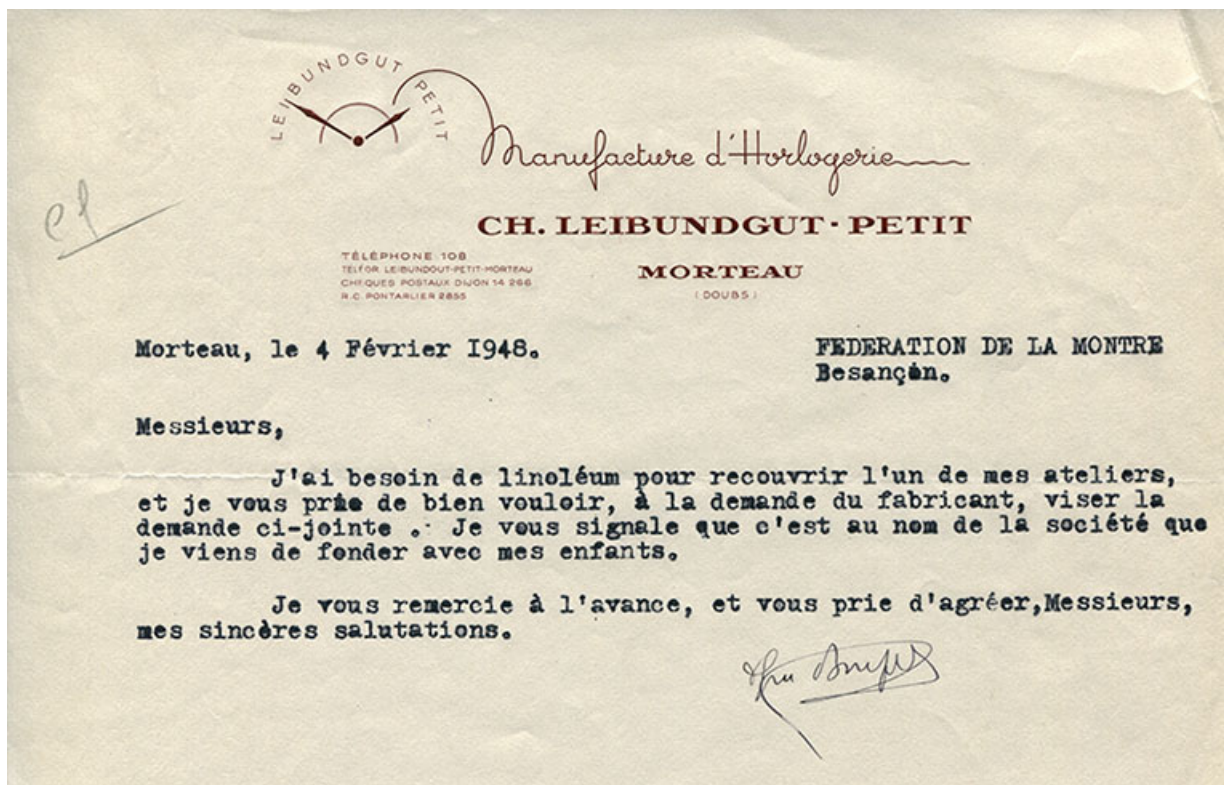 LEIBUNDGUT PETIT
Manufacture d'Horlogerie
CH. LEIBUNDGUT-PETIT
TÉLÉPHONE 108
TELEGR. LEIBUNDGUT-PETIT-MORTEAU
CHEQUES POSTAUX DIJON 14 266
R.C. PONTARLIER 2855
MORTEAU
(DOUBS)
Morteau, le 4 Février I948.
FEDERATION DE LA MONTRE
Besançon.
Messieurs,
J'ai besoin de linoléum pour recouvrir l'un de mes ateliers,
et je vous prie de bien vouloir, à la demande du fabricant, viser la
demande ci-jointe . Je vous signale que c'est au nom de la société que
je viens de fonder avec mes enfants.
Je vous remercie à l'avance, et vous prie d'agréer,Messieurs,
mes sincères salutations.